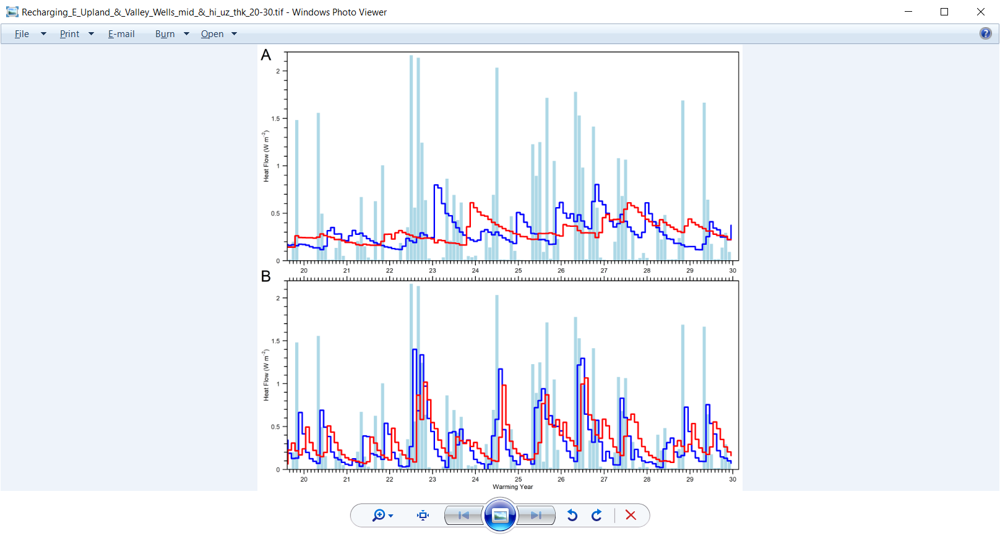 Recharging_E_Upland_&_Valley_Wells_mid_&_hi_uz_thk_20-30.tif - Windows Photo Viewer
File Print E-mail Burn Open
A
2
1.5
1
0.5
0
Heat Flow (W m⁻²)
20 21 22 23 24 25 26 27 28 29 30
B
2
1.5
1
0.5
0
Heat Flow (W m⁻²)
20 21 22 23 24 25 26 27 28 29 30
Warming Year